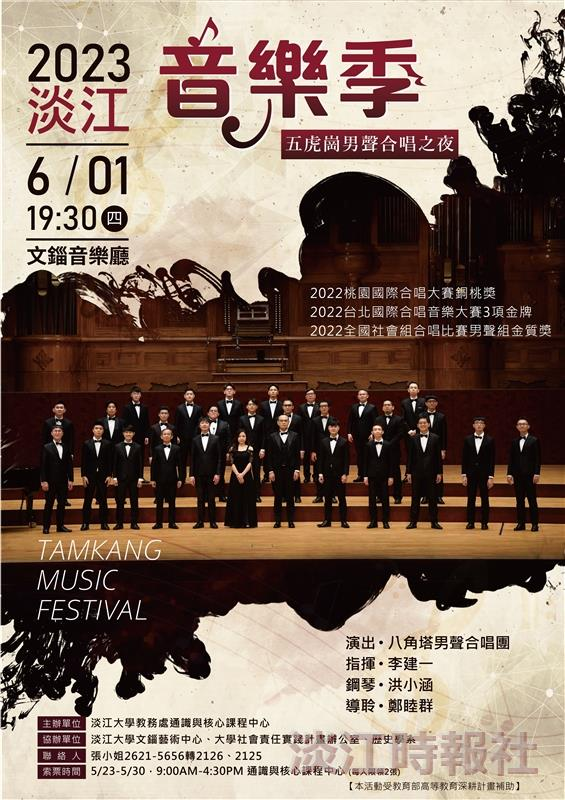 2023
淡江
音樂季
五虎崗男聲合唱之夜
6 / 01
19:30 四
文錙音樂廳
2022桃園國際合唱大賽銅桃獎
2022台北國際合唱音樂大賽3項金牌
2022全國社會組合唱比賽男聲組金質獎
TAMKANG
MUSIC
FESTIVAL
演出•八角塔男聲合唱團
指揮•李建一
鋼琴•洪小涵
導聆•鄭睦群
主辦單位 淡江大學教務處通識與核心課程中心
協辦單位 淡江大學文錙藝術中心、大學社會責任實踐計畫辦公室、歷史學系
聯絡人 張小姐2621-5656轉2126、2125
索票時間 5/23-5/30,9:00AM-4:30PM 通識與核心課程中心 (每人限領2張)
【本活動受教育部高等教育深耕計畫補助】
淡江時報社